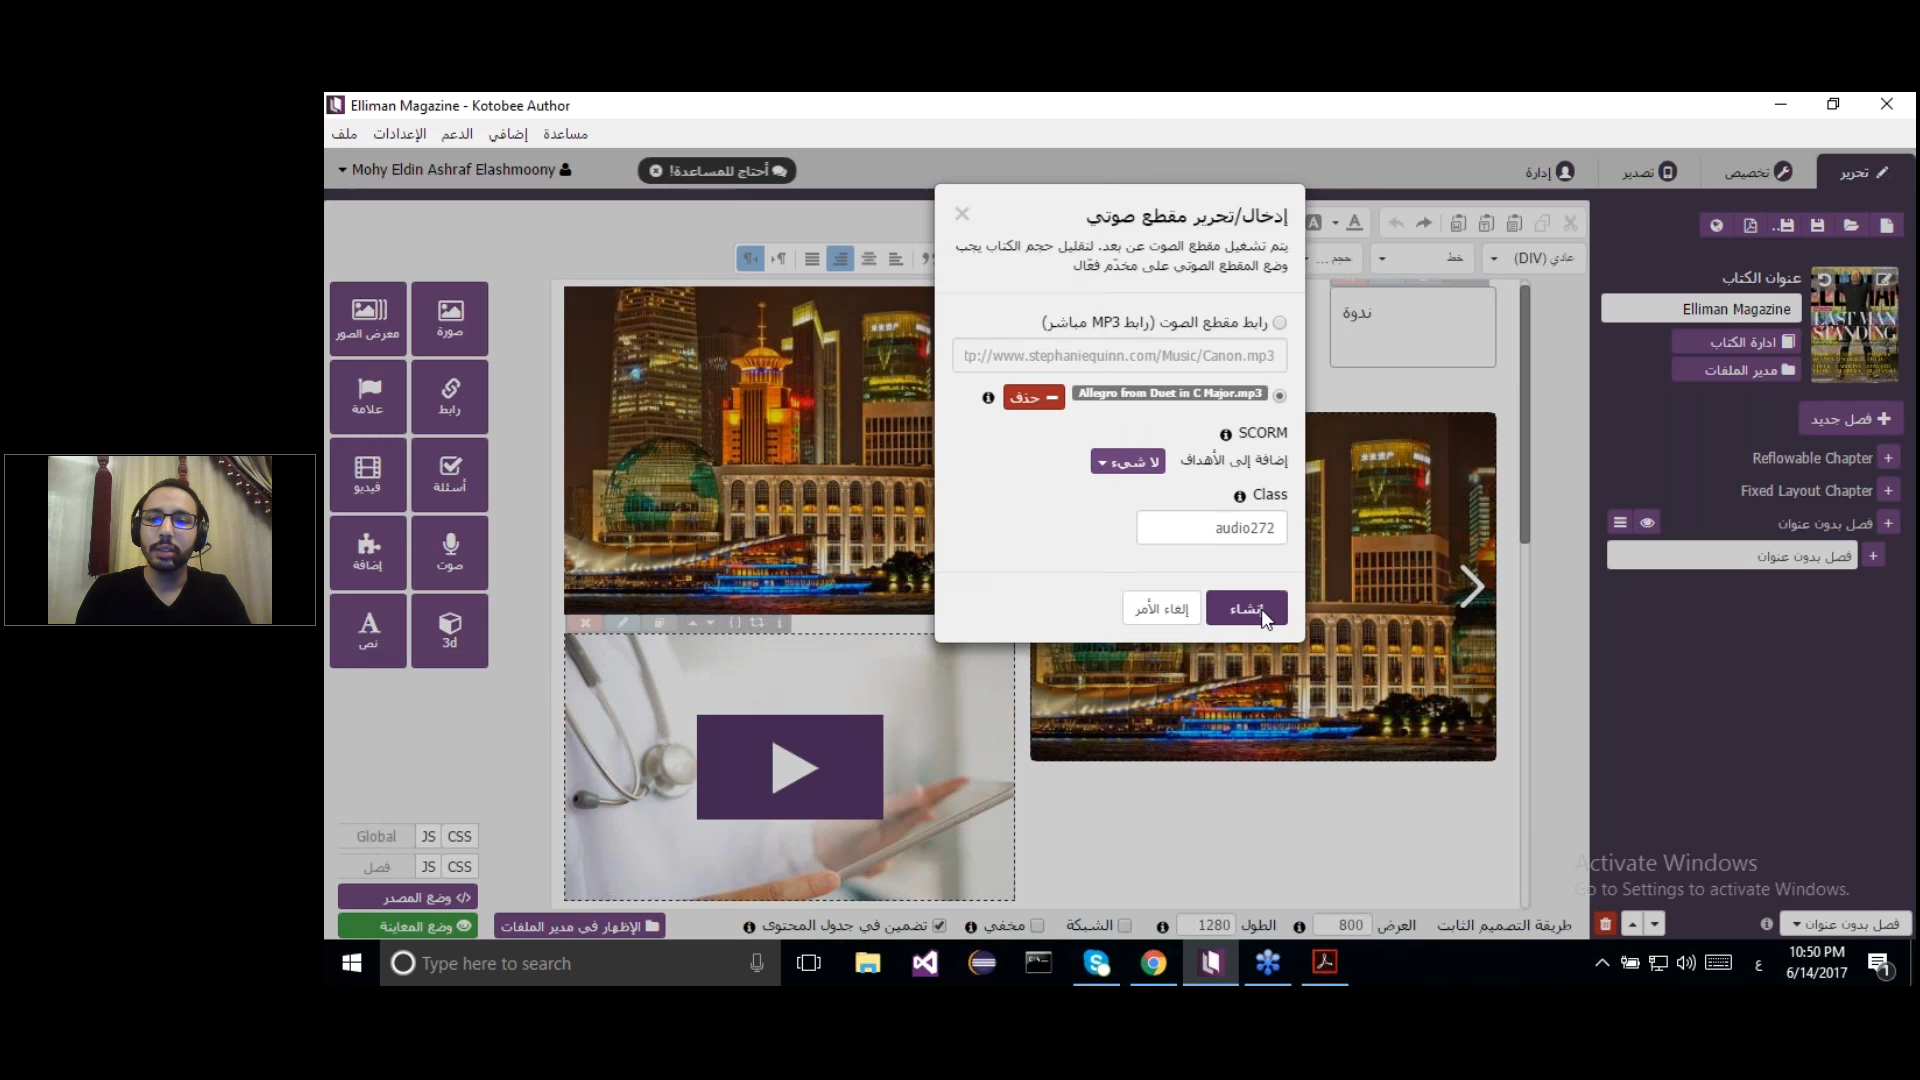 Elliman Magazine - Kotobee Author
ملف الإعدادات الدعم إضافي مساعدة
Mohy Eldin Ashraf Elashmoony
أحتاج للمساعدة!
إدارة
تصدير
تخصيص
تحرير
إدخال/تحرير مقطع صوتي
يتم تشغيل مقطع الصوت عن بعد. لتقليل حجم الكتاب يجب
وضع المقطع الصوتي على مخدّم فعّال
رابط مقطع الصوت (رابط MP3 مباشر)
tp://www.stephaniequinn.com/Music/Canon.mp3
Allegro from Duet in C Major.mp3
حذف
SCORM
إضافة إلى الأهداف
لا شيء
Class
audio272
إنشاء
إلغاء الأمر
عادي (DIV)
خط
حجم ...
ندوة
عنوان الكتاب
Elliman Magazine
ادارة الكتاب
مدير الملفات
LAST MAN
STANDING
فصل جديد
Reflowable Chapter
Fixed Layout Chapter
فصل بدون عنوان
فصل بدون عنوان
صورة
معرض الصور
رابط
علامة
أسئلة
فيديو
صوت
إضافة
3d
نص
Global JS CSS
فصل JS CSS
وضع المصدر
وضع المعاينة
الإظهار في مدير الملفات
تضمين في جدول المحتوى
مخفي
الشبكة
الطول 1280
العرض 800
طريقة التصميم الثابت
فصل بدون عنوان
Activate Windows
Go to Settings to activate Windows.
Type here to search
ع
10:50 PM
6/14/2017
1